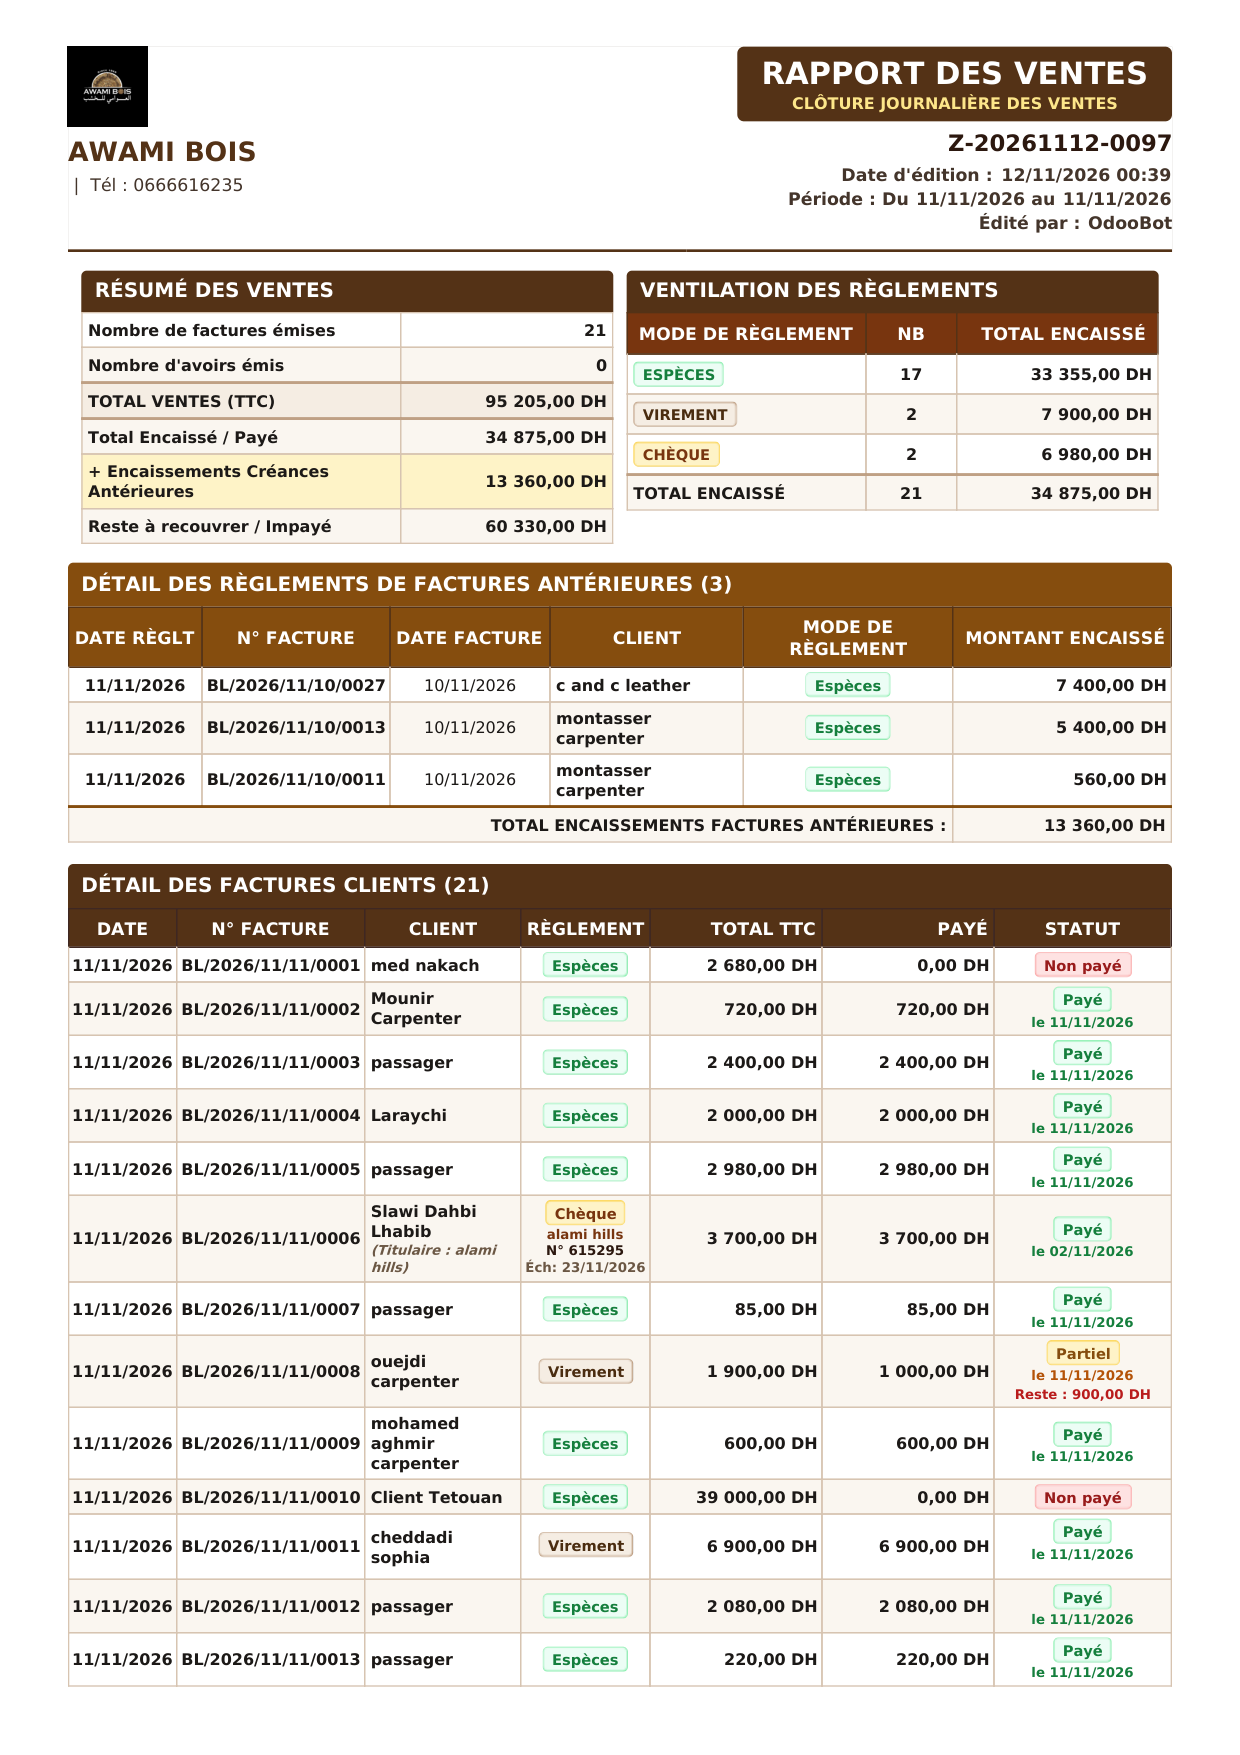 AWAMI BOIS
العوامي للخشب
RAPPORT DES VENTES
CLÔTURE JOURNALIÈRE DES VENTES
AWAMI BOIS
| Tél : 0666616235
Z-20261112-0097
Date d'édition : 12/11/2026 00:39
Période : Du 11/11/2026 au 11/11/2026
Édité par : OdooBot
RÉSUMÉ DES VENTES
Nombre de factures émises 21
Nombre d'avoirs émis 0
TOTAL VENTES (TTC) 95 205,00 DH
Total Encaissé / Payé 34 875,00 DH
+ Encaissements Créances
Antérieures 13 360,00 DH
Reste à recouvrer / Impayé 60 330,00 DH
VENTILATION DES RÈGLEMENTS
MODE DE RÈGLEMENT NB TOTAL ENCAISSÉ
ESPÈCES 17 33 355,00 DH
VIREMENT 2 7 900,00 DH
CHÈQUE 2 6 980,00 DH
TOTAL ENCAISSÉ 21 34 875,00 DH
DÉTAIL DES RÈGLEMENTS DE FACTURES ANTÉRIEURES (3)
DATE RÈGLT N° FACTURE DATE FACTURE CLIENT MODE DE
RÈGLEMENT MONTANT ENCAISSÉ
11/11/2026 BL/2026/11/10/0027 10/11/2026 c and c leather Espèces 7 400,00 DH
11/11/2026 BL/2026/11/10/0013 10/11/2026 montasser
carpenter Espèces 5 400,00 DH
11/11/2026 BL/2026/11/10/0011 10/11/2026 montasser
carpenter Espèces 560,00 DH
TOTAL ENCAISSEMENTS FACTURES ANTÉRIEURES : 13 360,00 DH
DÉTAIL DES FACTURES CLIENTS (21)
DATE N° FACTURE CLIENT RÈGLEMENT TOTAL TTC PAYÉ STATUT
11/11/2026 BL/2026/11/11/0001 med nakach Espèces 2 680,00 DH 0,00 DH Non payé
11/11/2026 BL/2026/11/11/0002 Mounir
Carpenter Espèces 720,00 DH 720,00 DH Payé
le 11/11/2026
11/11/2026 BL/2026/11/11/0003 passager Espèces 2 400,00 DH 2 400,00 DH Payé
le 11/11/2026
11/11/2026 BL/2026/11/11/0004 Laraychi Espèces 2 000,00 DH 2 000,00 DH Payé
le 11/11/2026
11/11/2026 BL/2026/11/11/0005 passager Espèces 2 980,00 DH 2 980,00 DH Payé
le 11/11/2026
11/11/2026 BL/2026/11/11/0006 Slawi Dahbi
Lhabib
(Titulaire : alami
hills)
Chèque
alami hills
N° 615295
Éch: 23/11/2026
3 700,00 DH 3 700,00 DH Payé
le 02/11/2026
11/11/2026 BL/2026/11/11/0007 passager Espèces 85,00 DH 85,00 DH Payé
le 11/11/2026
11/11/2026 BL/2026/11/11/0008 ouejdi
carpenter Virement 1 900,00 DH 1 000,00 DH Partiel
le 11/11/2026
Reste : 900,00 DH
11/11/2026 BL/2026/11/11/0009 mohamed
aghmir
carpenter Espèces 600,00 DH 600,00 DH Payé
le 11/11/2026
11/11/2026 BL/2026/11/11/0010 Client Tetouan Espèces 39 000,00 DH 0,00 DH Non payé
11/11/2026 BL/2026/11/11/0011 cheddadi
sophia Virement 6 900,00 DH 6 900,00 DH Payé
le 11/11/2026
11/11/2026 BL/2026/11/11/0012 passager Espèces 2 080,00 DH 2 080,00 DH Payé
le 11/11/2026
11/11/2026 BL/2026/11/11/0013 passager Espèces 220,00 DH 220,00 DH Payé
le 11/11/2026